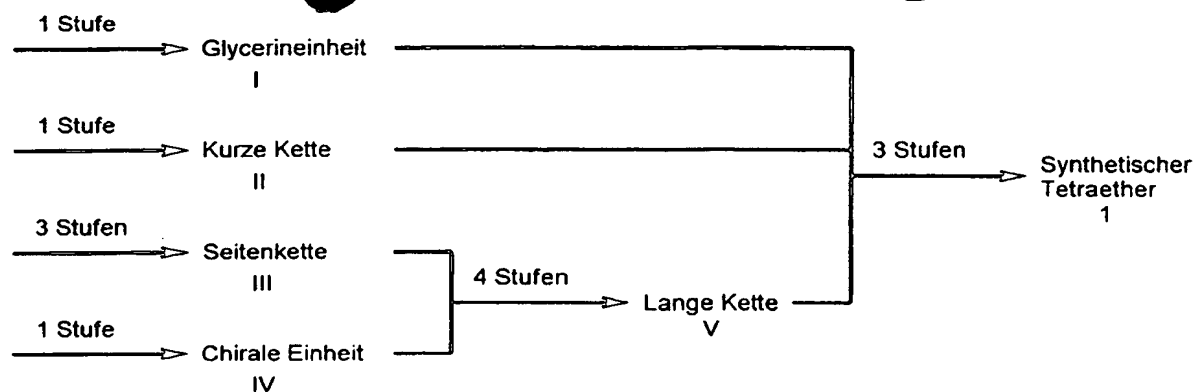 1 Stufe
Glycerineinheit
I
1 Stufe
Kurze Kette
II
3 Stufen
Synthetischer
Tetraether
1
3 Stufen
Seitenkette
III
4 Stufen
Lange Kette
V
1 Stufe
Chirale Einheit
IV